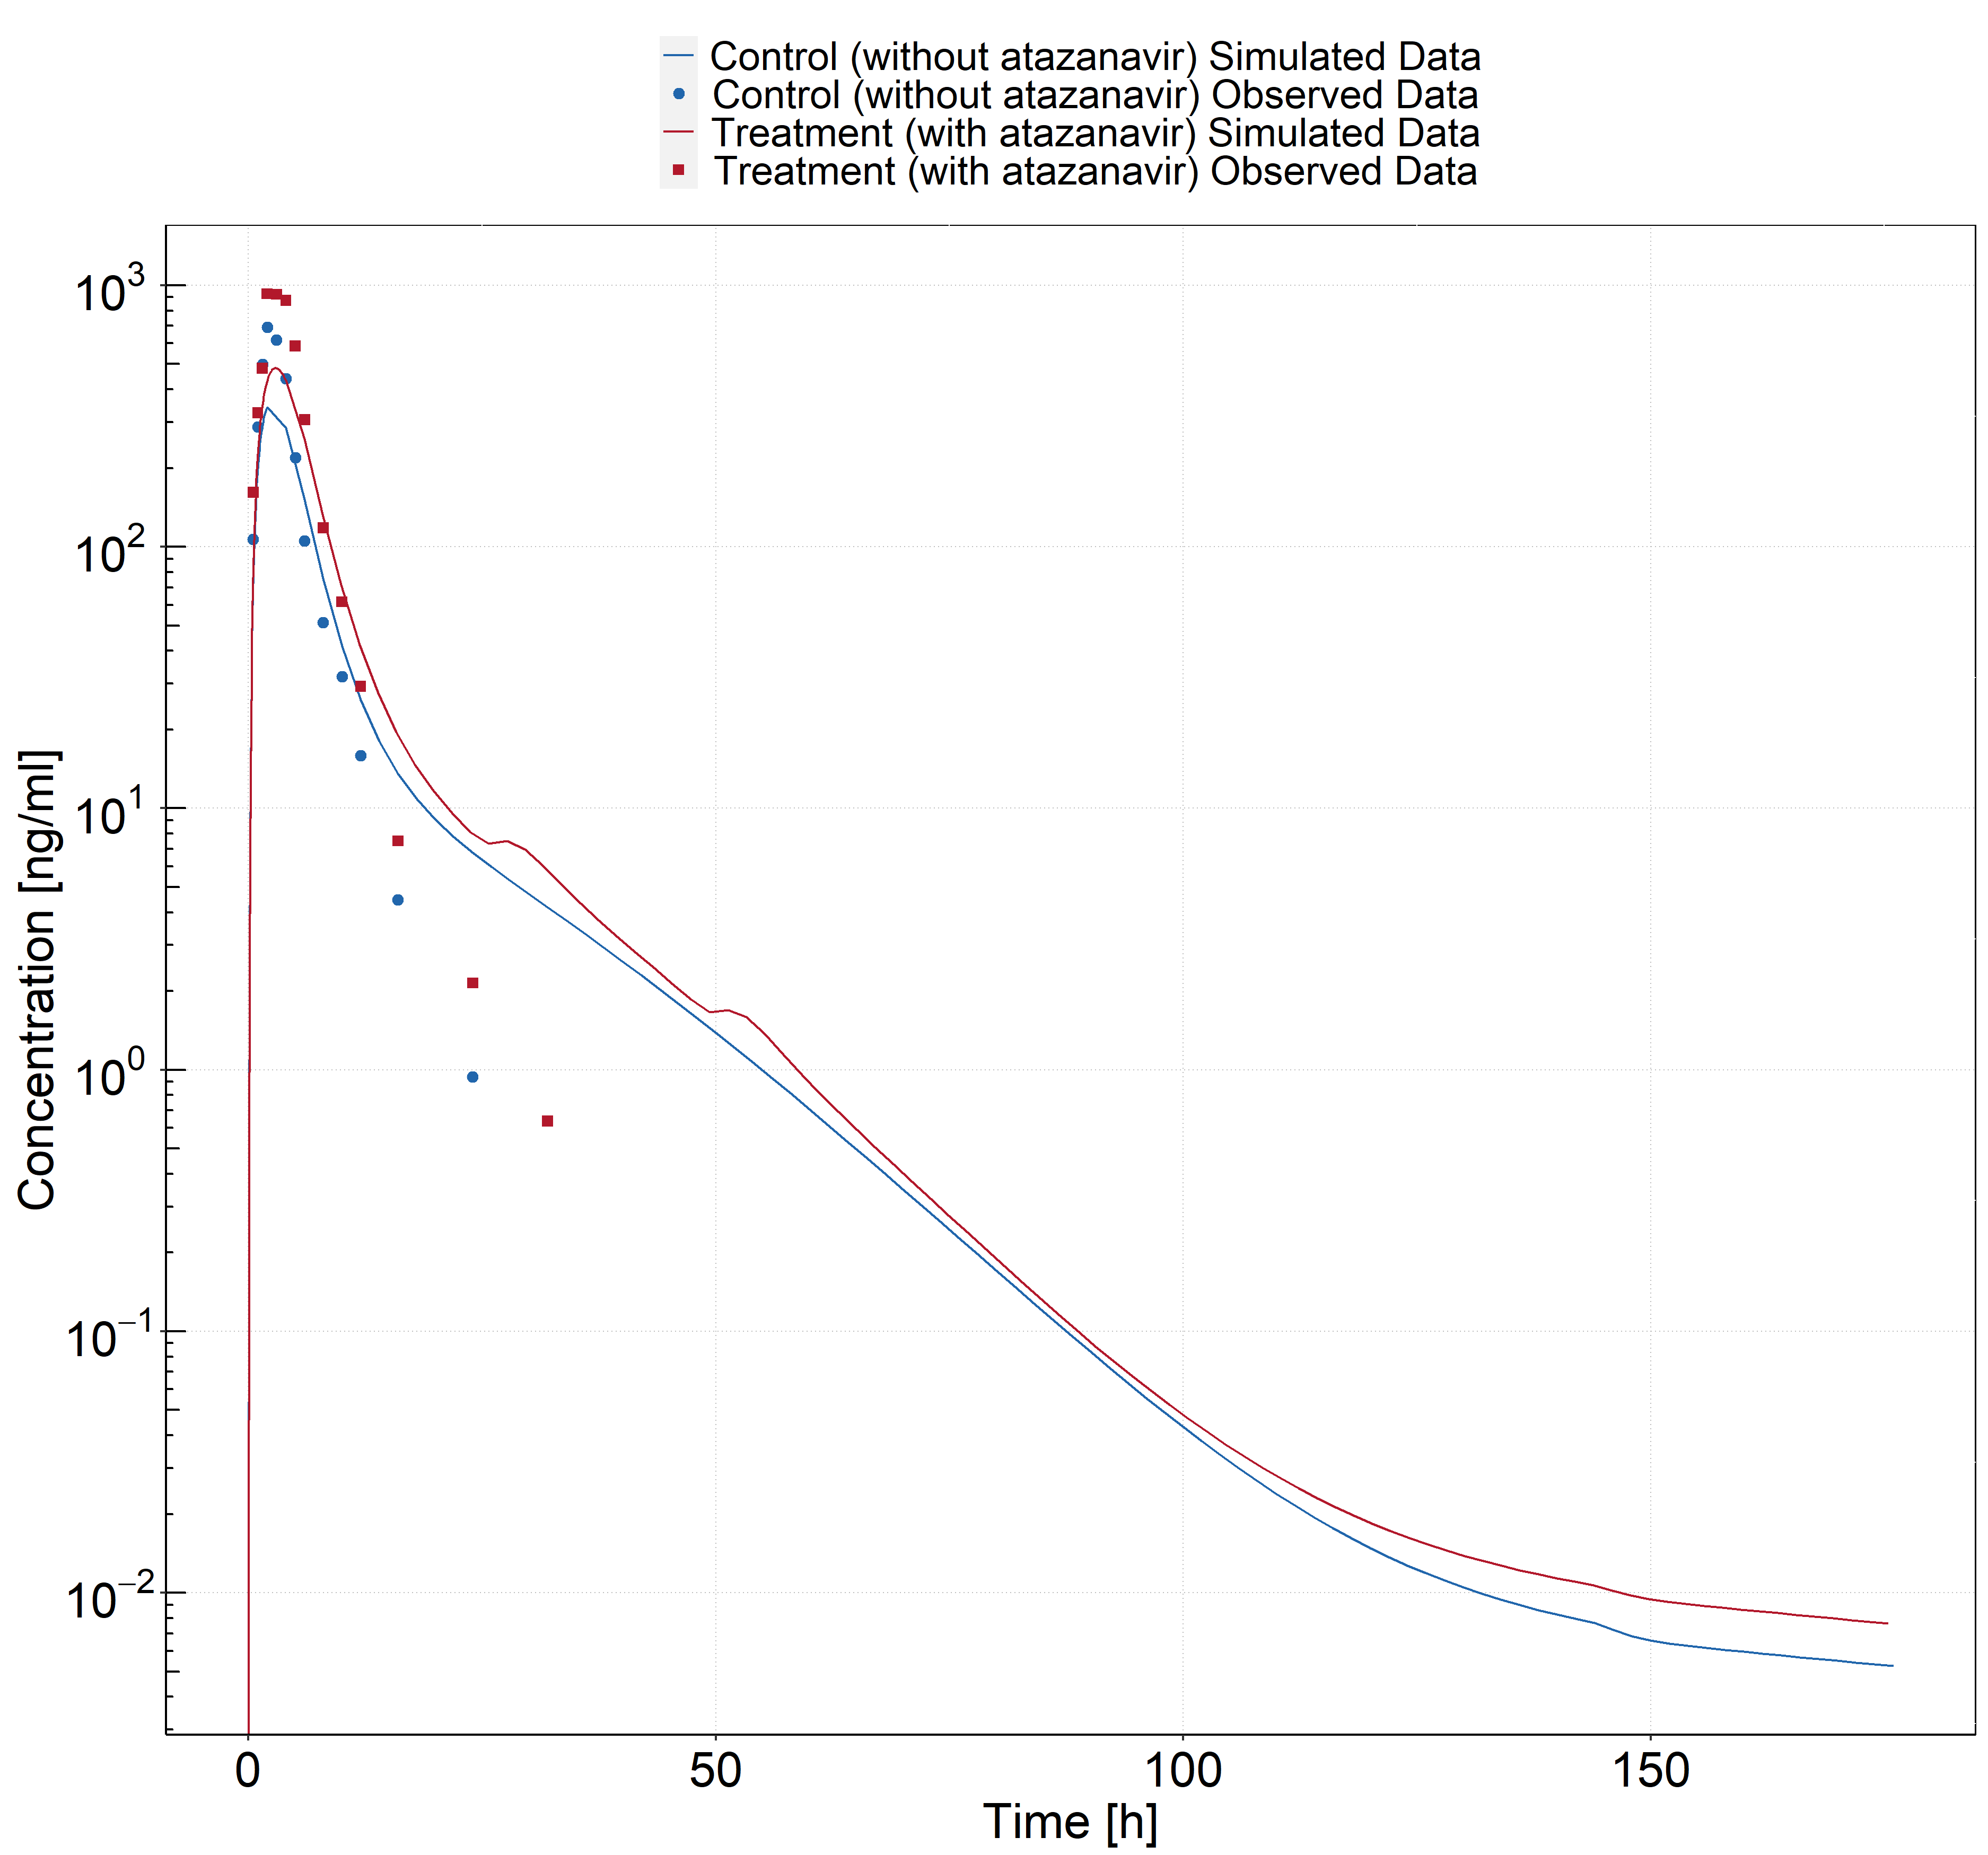 Control (without atazanavir) Simulated Data
Control (without atazanavir) Observed Data
Treatment (with atazanavir) Simulated Data
Treatment (with atazanavir) Observed Data
Concentration [ng/ml]
10³
10²
10¹
10⁰
10⁻¹
10⁻²
0 50 100 150
Time [h]